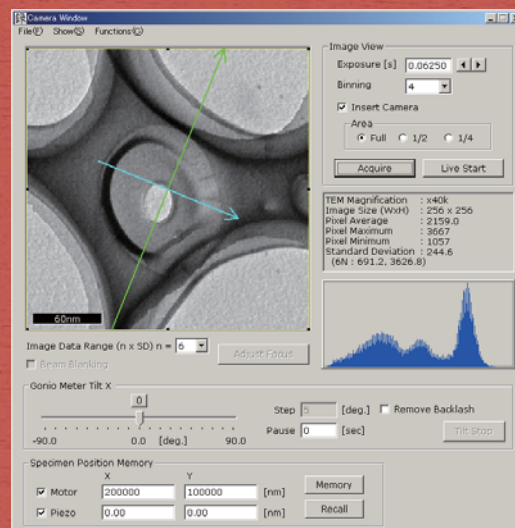 Camera Window
File(F) Show(S) Functions(G)
60nm
Image Data Range (n x SD) n = 6
Beam Blanking
Adjust Focus
Image View
Exposure [s] 0.06250
Binning 4
Insert Camera
Area
Full 1/2 1/4
Acquire Live Start
TEM Magnification : x40k
Image Size (WxH) : 256 x 256
Pixel Average : 2159.0
Pixel Maximum : 3667
Pixel Minimum : 1057
Standard Deviation : 244.6
(6N : 691.2, 3626.8)
Gonio Meter Tilt X
0
-90.0 0.0 [deg.] 90.0
Step 5 [deg.] Remove Backlash
Pause 0 [sec] Tilt Stop
Specimen Position Memory
X Y
Motor 200000 100000 [nm] Memory
Piezo 0.00 0.00 [nm] Recall